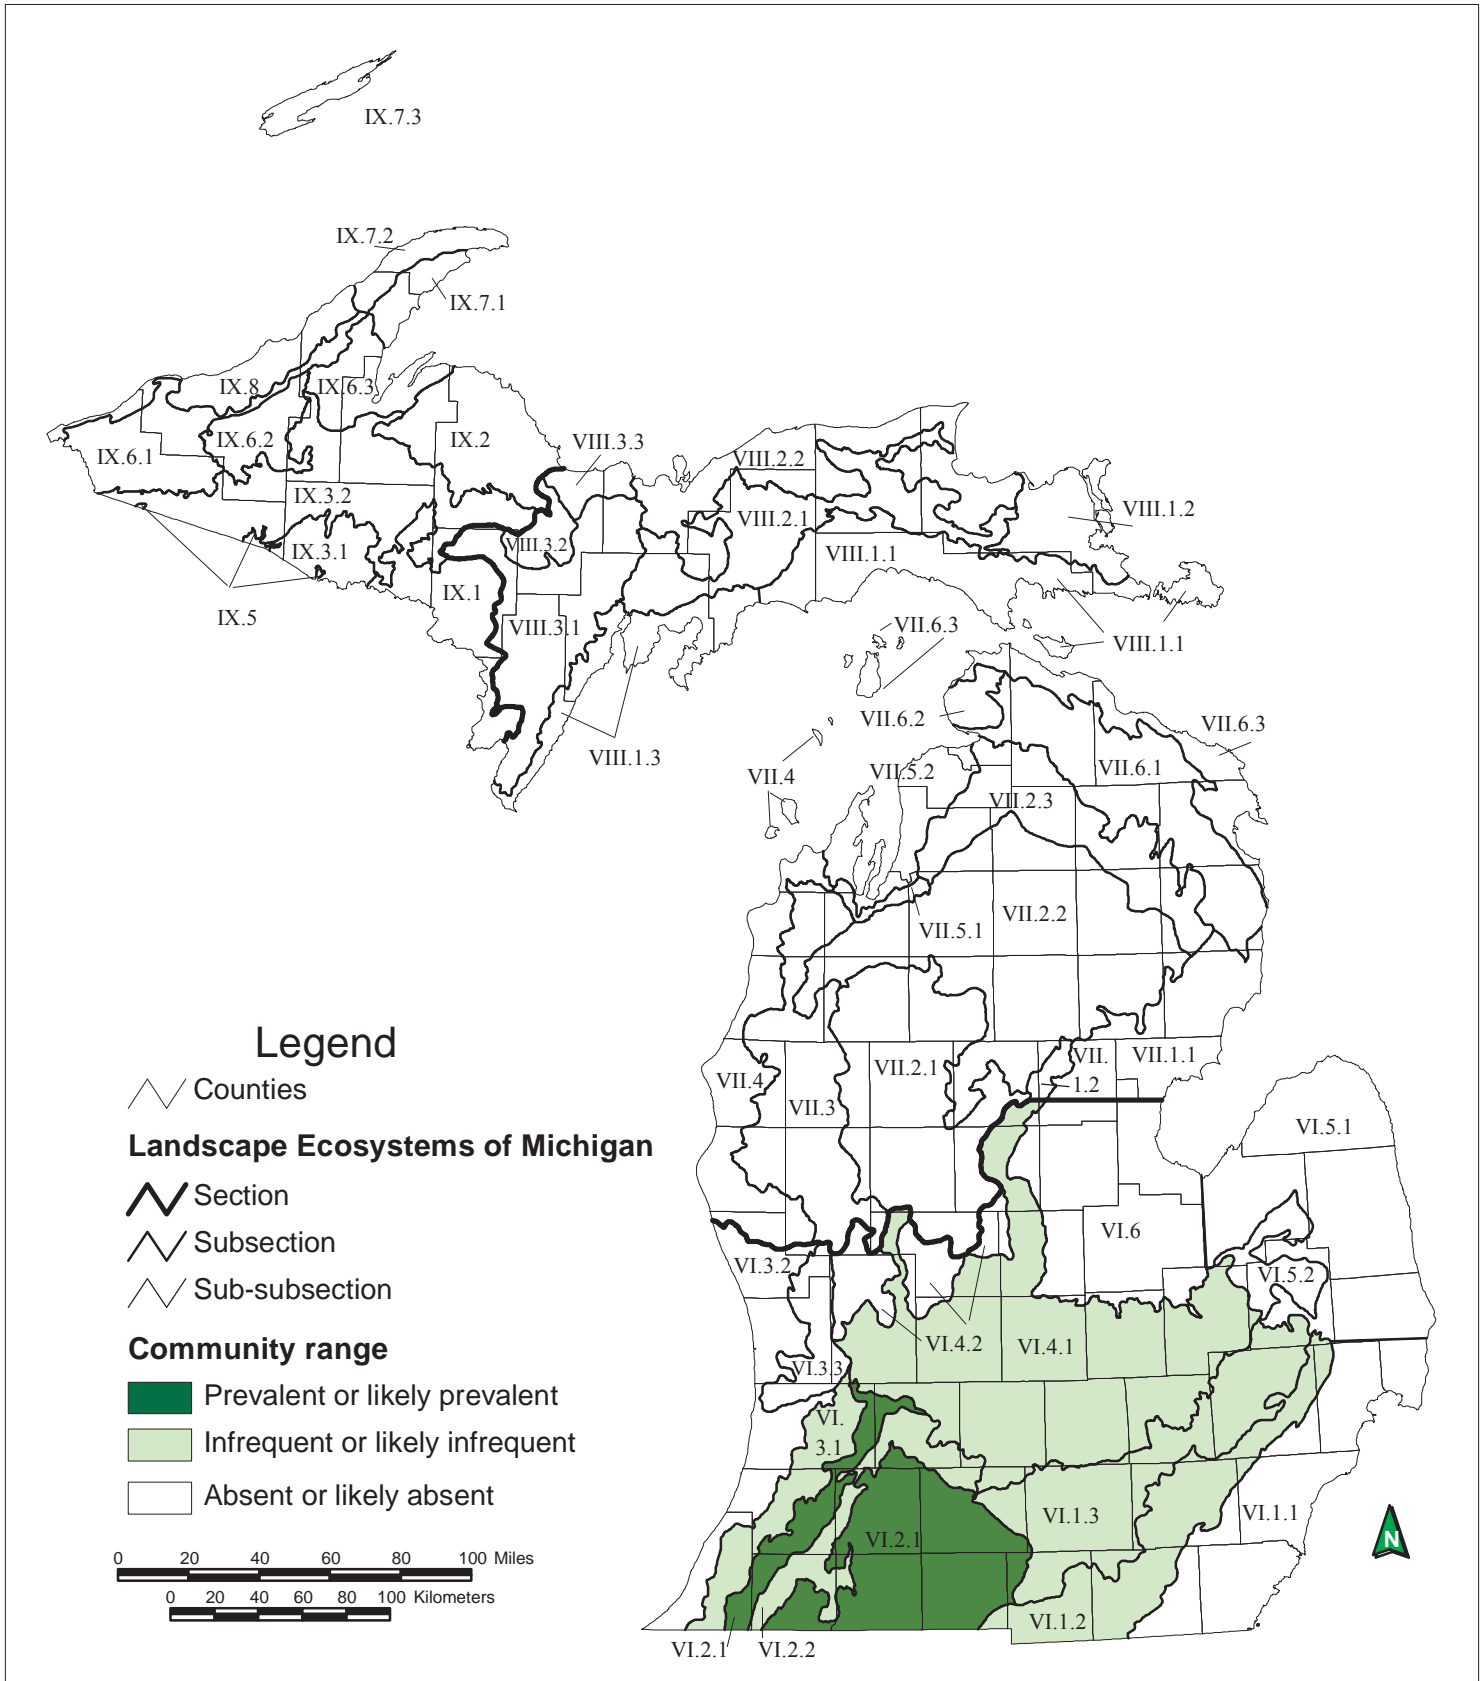 IX.7.3
IX.7.2
IX.7.1
IX.8
IX.6.3
IX.6.2
IX.2
IX.6.1
VIII.3.3
VIII.2.2
IX.3.2
VIII.2.1
VIII.1.2
IX.3.1
VIII.3.2
VIII.1.1
IX.1
IX.5
VIII.3.1
VII.6.3
VIII.1.1
VII.6.2
VII.6.3
VIII.1.3
VII.4
VII.5.2
VII.6.1
VII.2.3
VII.2.2
VII.5.1
VII.4
VII.3
VII.2.1
VII.
1.2
VII.1.1
VI.5.1
VI.6
VI.3.2
VI.5.2
VI.4.2
VI.4.1
VI.3.3
VI.
3.1
VI.1.3
VI.1.1
VI.2.1
VI.1.2
VI.2.1
VI.2.2
Legend
Counties
Landscape Ecosystems of Michigan
Section
Subsection
Sub-subsection
Community range
Prevalent or likely prevalent
Infrequent or likely infrequent
Absent or likely absent
0 20 40 60 80 100 Miles
0 20 40 60 80 100 Kilometers
N